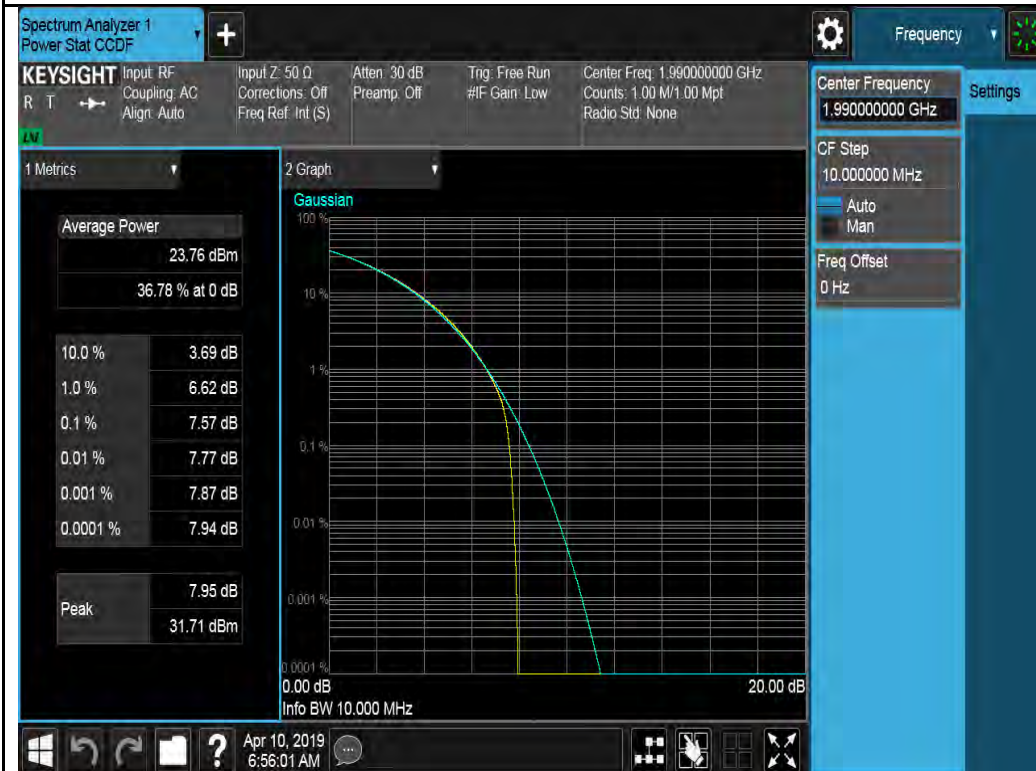 Spectrum Analyzer 1
Power Stat CCDF
Frequency
KEYSIGHT
R T
LV
Input: RF
Coupling: AC
Align: Auto
Input Z: 50 Ω
Corrections: Off
Freq Ref: Int (S)
Atten: 30 dB
Preamp: Off
Trig: Free Run
#IF Gain: Low
Center Freq: 1.990000000 GHz
Counts: 1.00 M/1.00 Mpt
Radio Std: None
Center Frequency
1.990000000 GHz
Settings
CF Step
10.000000 MHz
Auto
Man
Freq Offset
0 Hz
1 Metrics
Average Power
23.76 dBm
36.78 % at 0 dB
10.0 % 3.69 dB
1.0 % 6.62 dB
0.1 % 7.57 dB
0.01 % 7.77 dB
0.001 % 7.87 dB
0.0001 % 7.94 dB
Peak
7.95 dB
31.71 dBm
2 Graph
Gaussian
100 %
10 %
1 %
0.1 %
0.01 %
0.001 %
0.0001 %
0.00 dB
20.00 dB
Info BW 10.000 MHz
?
Apr 10, 2019
6:56:01 AM